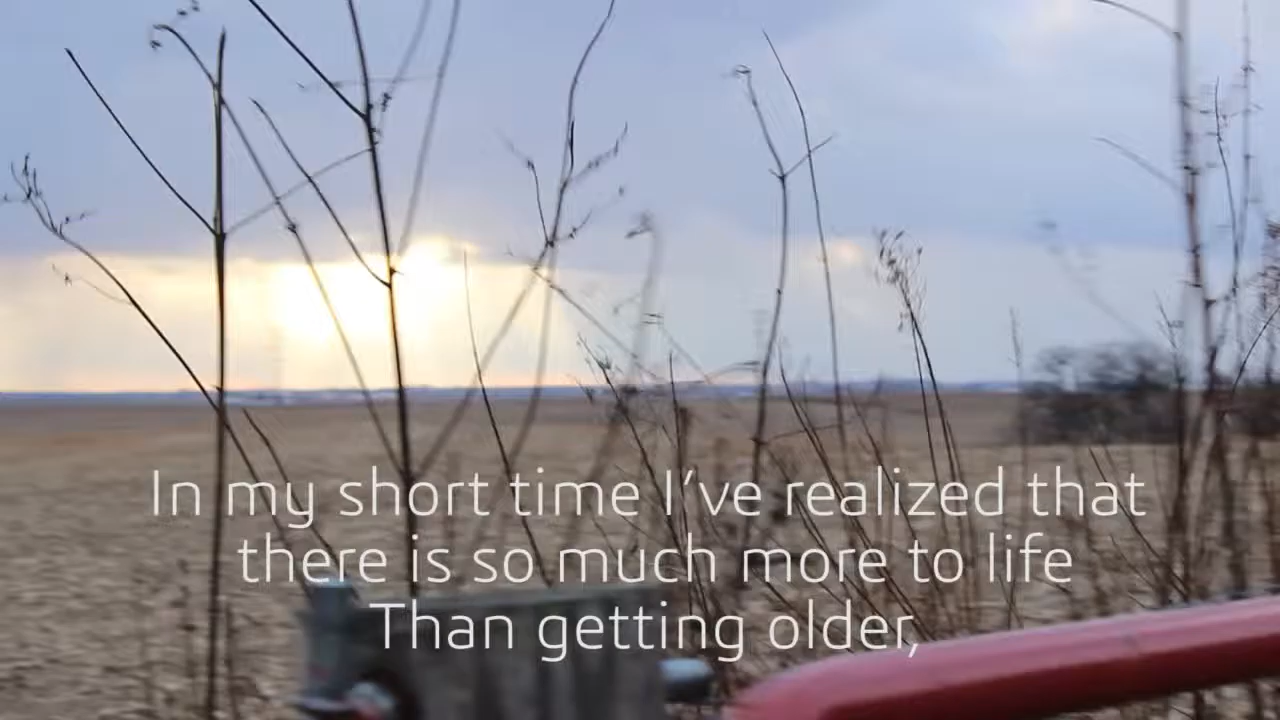 In my short time I've realized that
there is so much more to life
Than getting older,